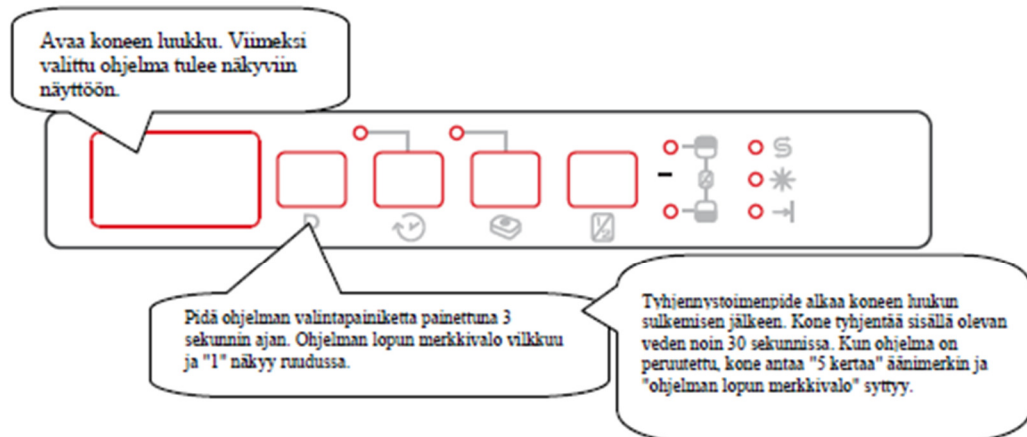 Avaa koneen luukku. Viimeksi
valittu ohjelma tulee näkyviin
näyttöön.
P
1/2
Pidä ohjelman valintapainiketta painettuna 3
sekunnin ajan. Ohjelman lopun merkkivalo vilkkuu
ja "1" näkyy ruudussa.
Tyhjennystoimenpide alkaa koneen luukun
sulkemisen jälkeen. Kone tyhjentää sisällä olevan
veden noin 30 sekunnissa. Kun ohjelma on
peruutettu, kone antaa "5 kertaa" äänimerkin ja
"ohjelman lopun merkkivalo" syttyy.